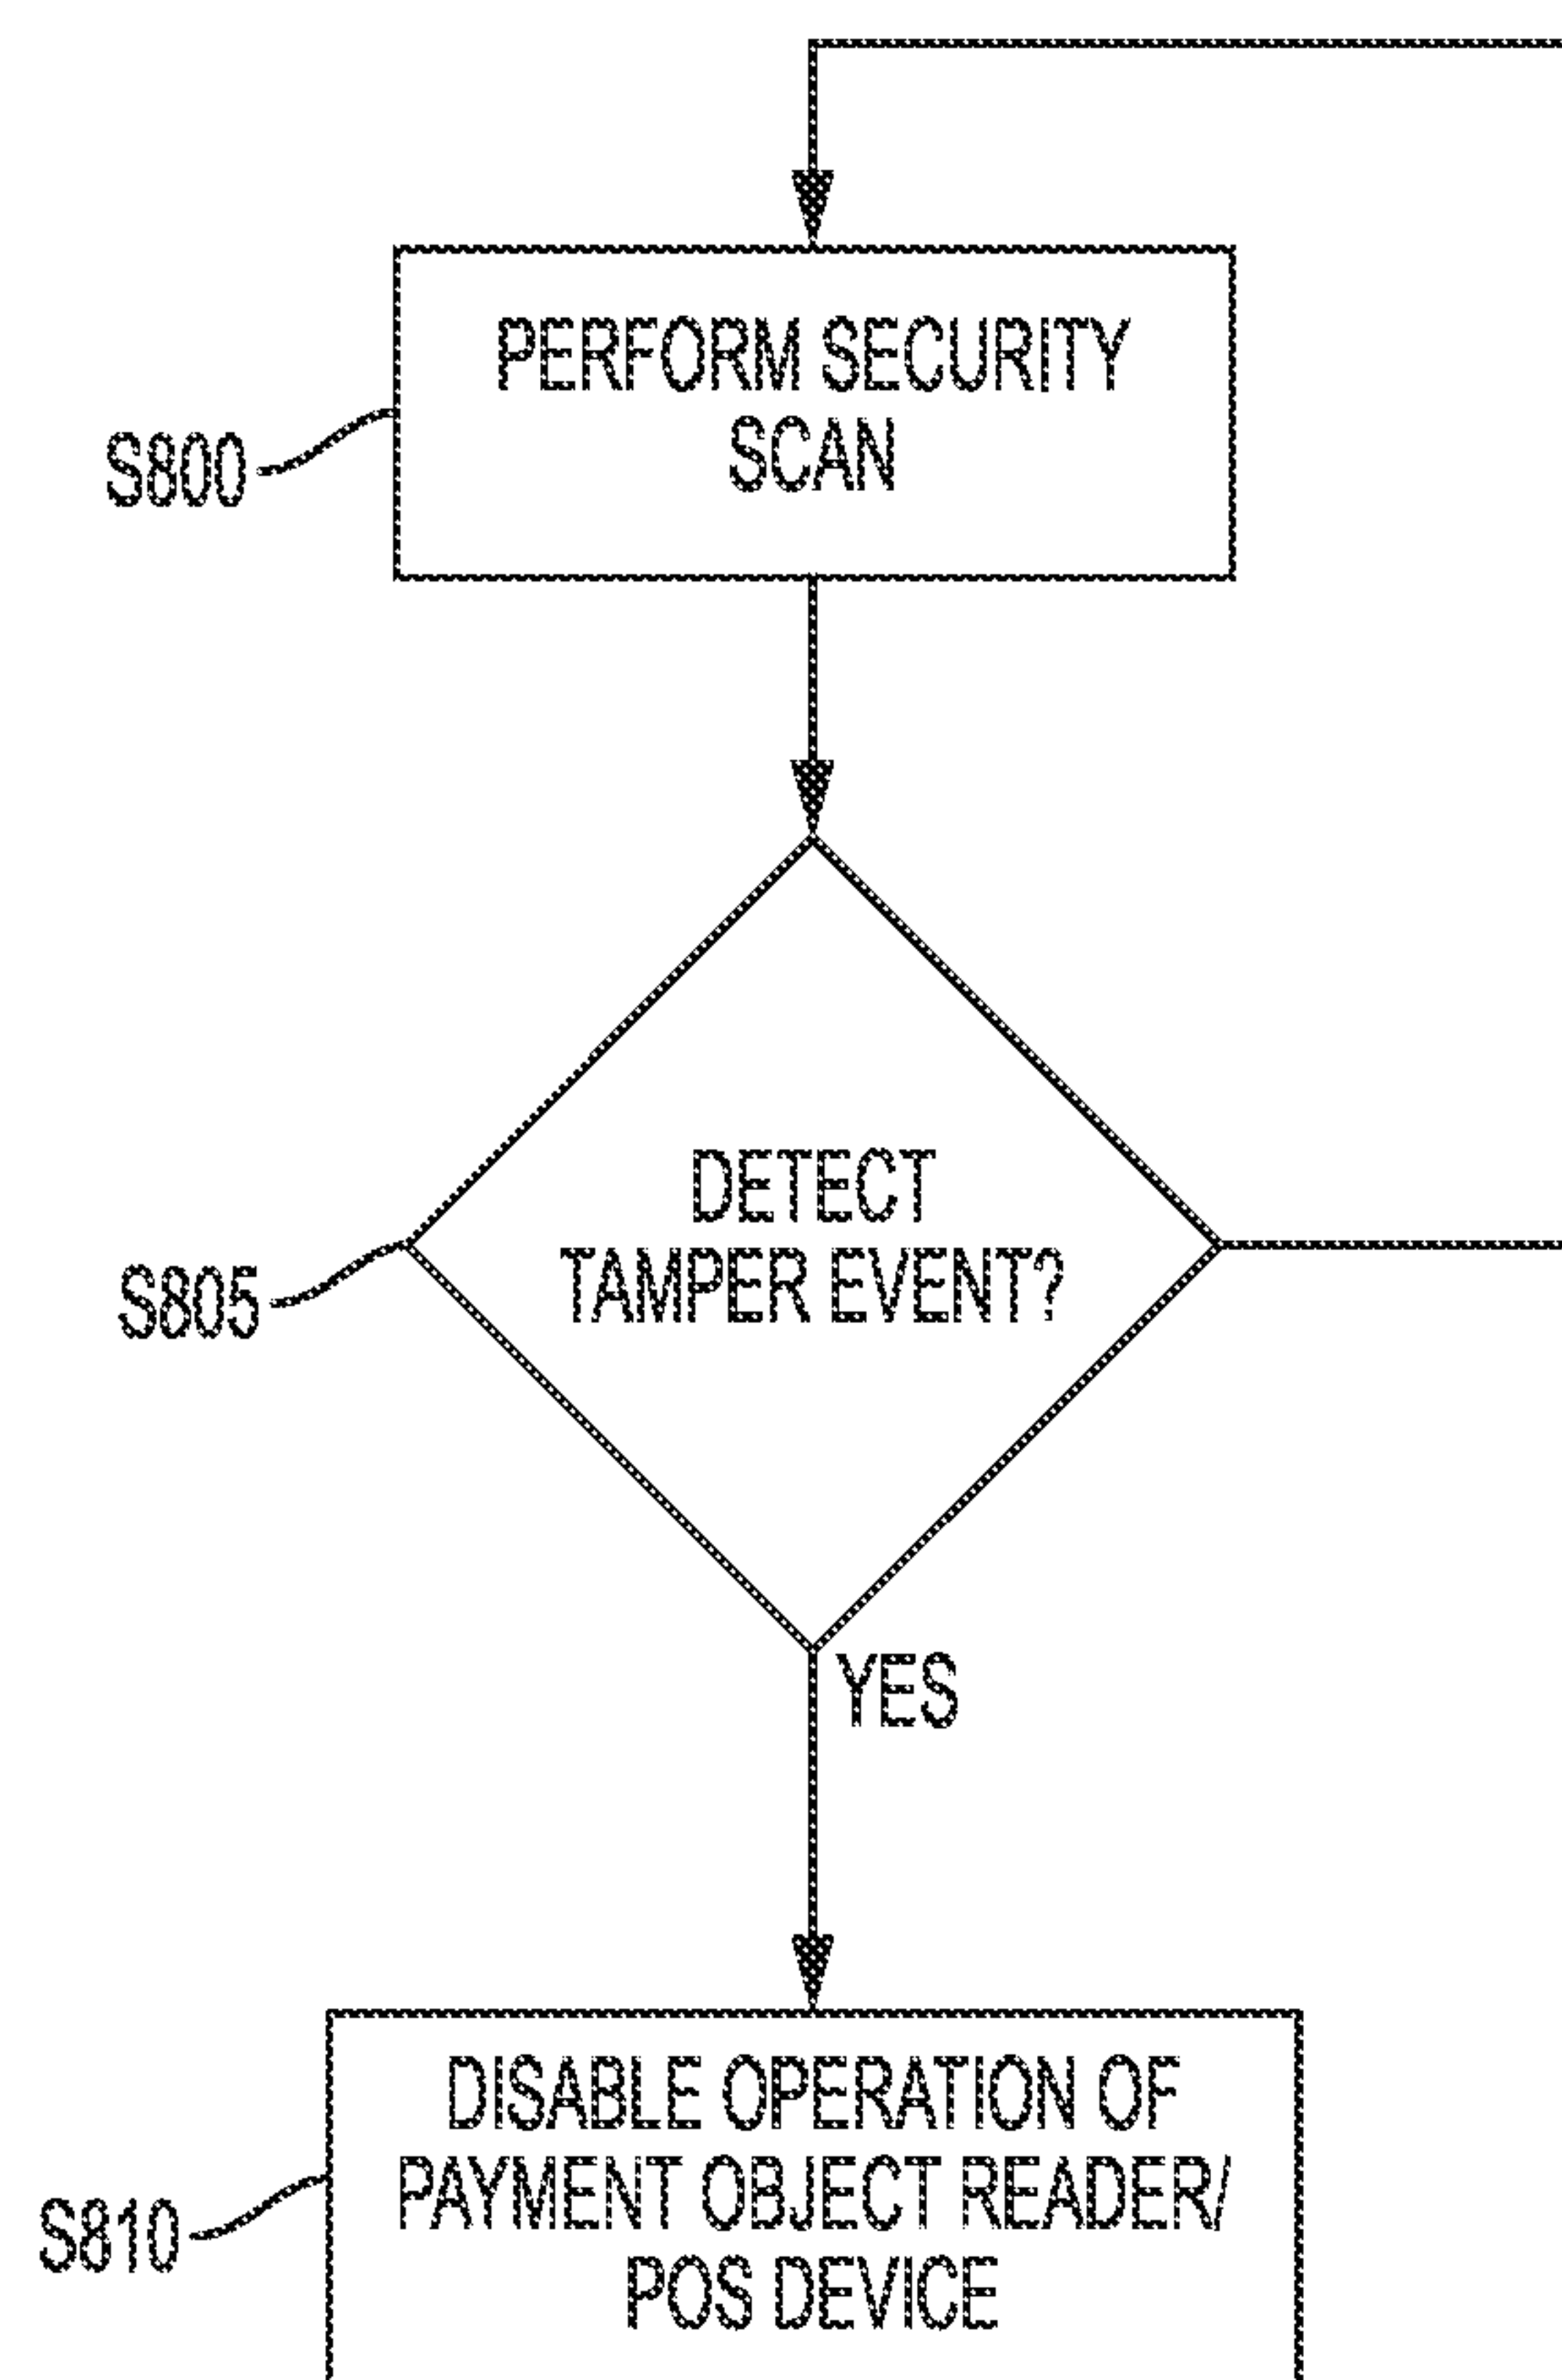 PERFORM SECURITY
SCAN
S800
DETECT
TAMPER EVENT?
S805
YES
DISABLE OPERATION OF
PAYMENT OBJECT READER/
POS DEVICE
S810